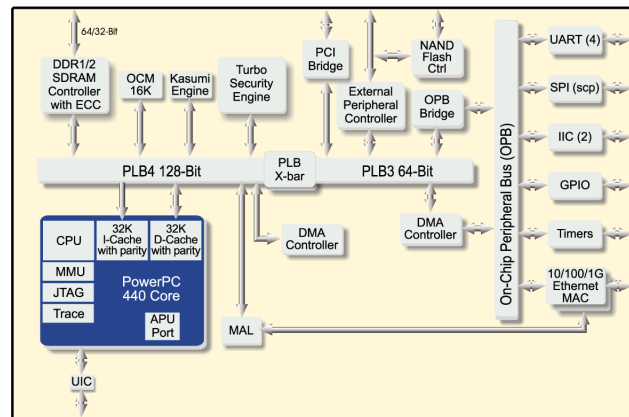 64/32-Bit
DDR1/2
SDRAM
Controller
with ECC
OCM
16K
Kasumi
Engine
Turbo
Security
Engine
PCI
Bridge
External
Peripheral
Controller
NAND
Flash
Ctrl
OPB
Bridge
PLB4 128-Bit
PLB
X-bar
PLB3 64-Bit
On-Chip Peripheral Bus (OPB)
UART (4)
SPI (scp)
IIC (2)
GPIO
Timers
10/100/1G
Ethernet
MAC
CPU
32K
I-Cache
with parity
32K
D-Cache
with parity
MMU
JTAG
Trace
PowerPC
440 Core
APU
Port
DMA
Controller
DMA
Controller
MAL
UIC